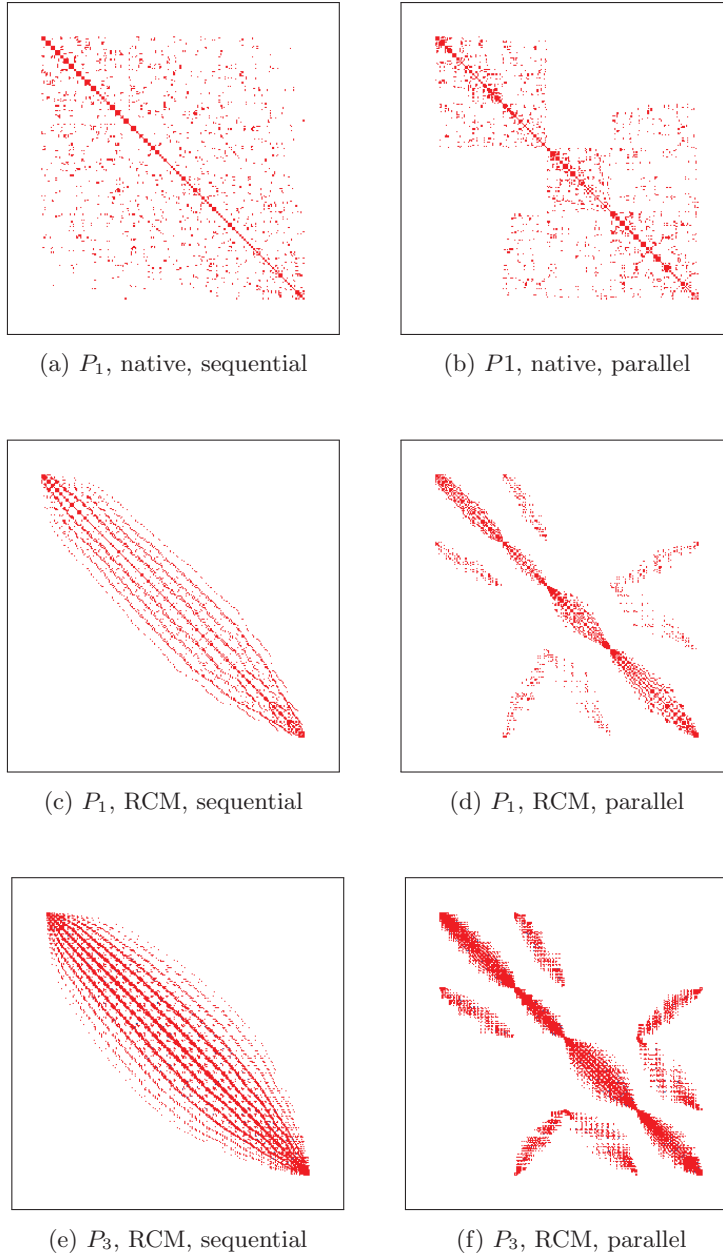 (a) P₁, native, sequential
(b) P1, native, parallel
(c) P₁, RCM, sequential
(d) P₁, RCM, parallel
(e) P₃, RCM, sequential
(f) P₃, RCM, parallel